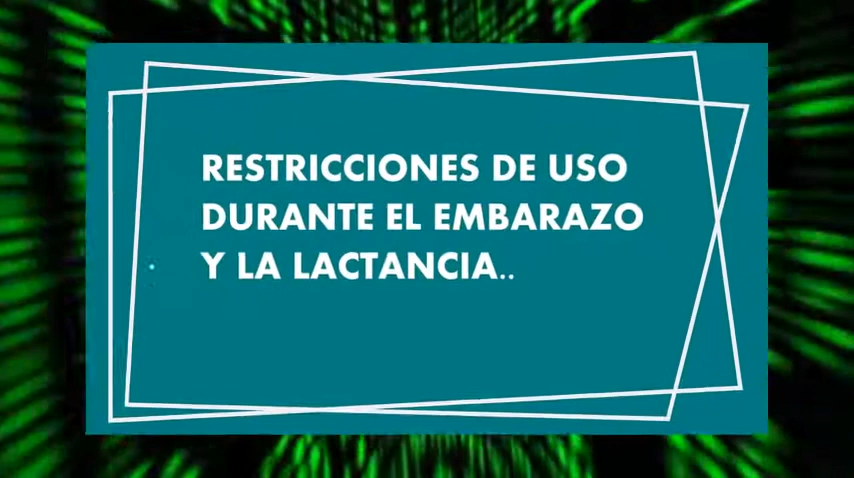 RESTRICCIONES DE USO
DURANTE EL EMBARAZO
Y LA LACTANCIA..